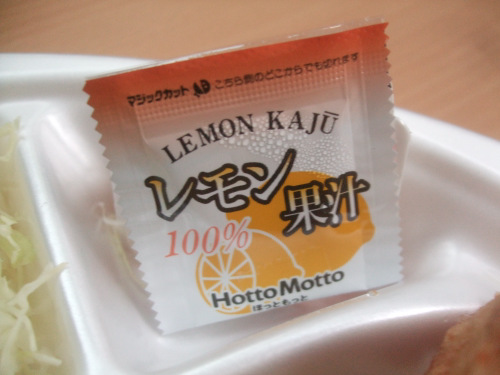 マジックカット こちら側のどこからでも切れます
LEMON KAJŪ
レモン果汁
100%
HottoMotto
ほっともっと